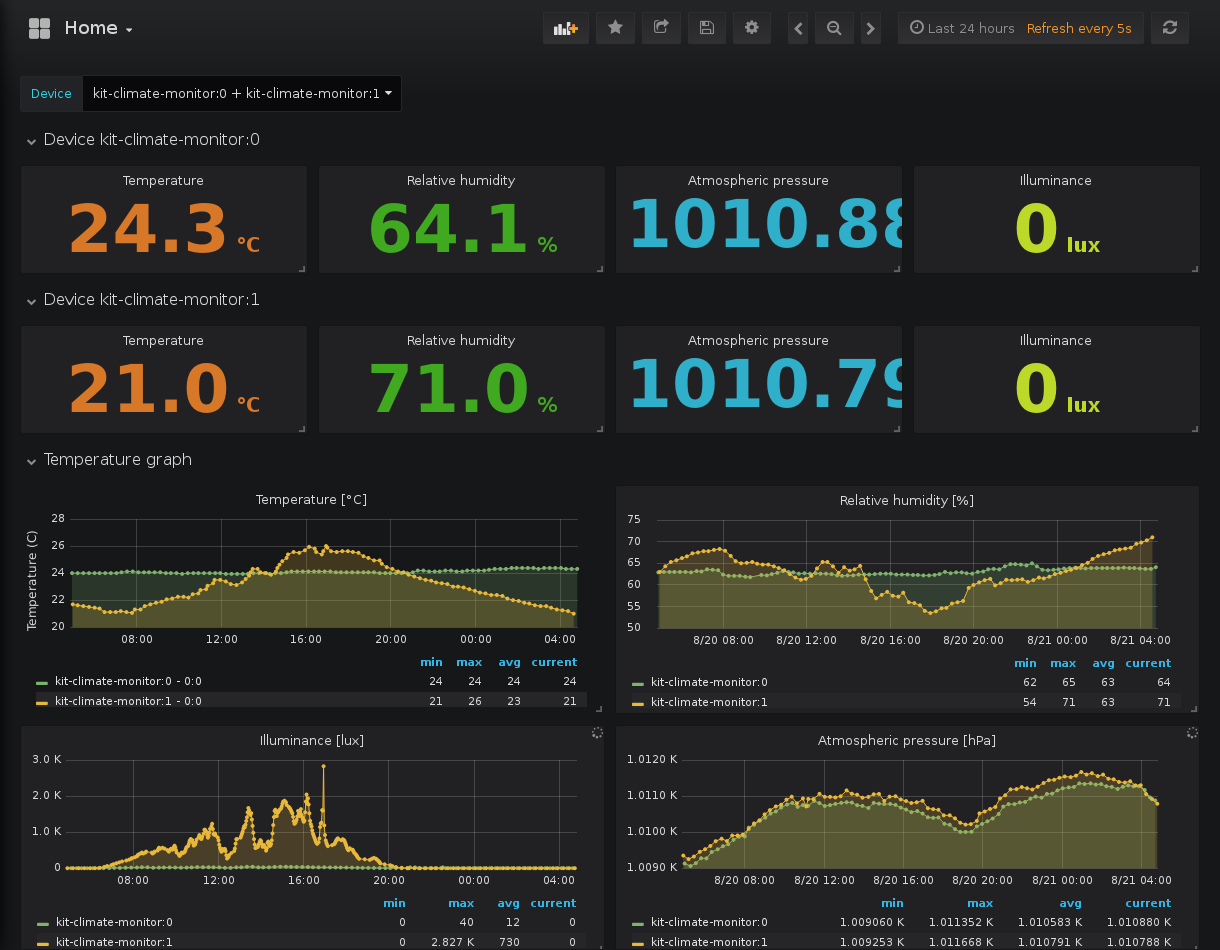 Home
Last 24 hours Refresh every 5s
Device kit-climate-monitor:0 + kit-climate-monitor:1
Device kit-climate-monitor:0
Temperature Relative humidity Atmospheric pressure Illuminance
24.3 °C 64.1 % 1010.88 0 lux
Device kit-climate-monitor:1
Temperature Relative humidity Atmospheric pressure Illuminance
21.0 °C 71.0 % 1010.79 0 lux
Temperature graph
Temperature [°C]
Temperature (C)
28
26
24
22
20
08:00 12:00 16:00 20:00 00:00 04:00
min max avg current
kit-climate-monitor:0 - 0:0 24 24 24 24
kit-climate-monitor:1 - 0:0 21 26 23 21
Relative humidity [%]
75
70
65
60
55
50
8/20 08:00 8/20 12:00 8/20 16:00 8/20 20:00 8/21 00:00 8/21 04:00
min max avg current
kit-climate-monitor:0 62 65 63 64
kit-climate-monitor:1 54 71 63 71
Illuminance [lux]
3.0 K
2.0 K
1.0 K
0
08:00 12:00 16:00 20:00 00:00 04:00
min max avg current
kit-climate-monitor:0 0 40 12 0
kit-climate-monitor:1 0 2.827 K 730 0
Atmospheric pressure [hPa]
1.0120 K
1.0110 K
1.0100 K
1.0090 K
8/20 08:00 8/20 12:00 8/20 16:00 8/20 20:00 8/21 00:00 8/21 04:00
min max avg current
kit-climate-monitor:0 1.009060 K 1.011352 K 1.010583 K 1.010880 K
kit-climate-monitor:1 1.009253 K 1.011668 K 1.010791 K 1.010788 K